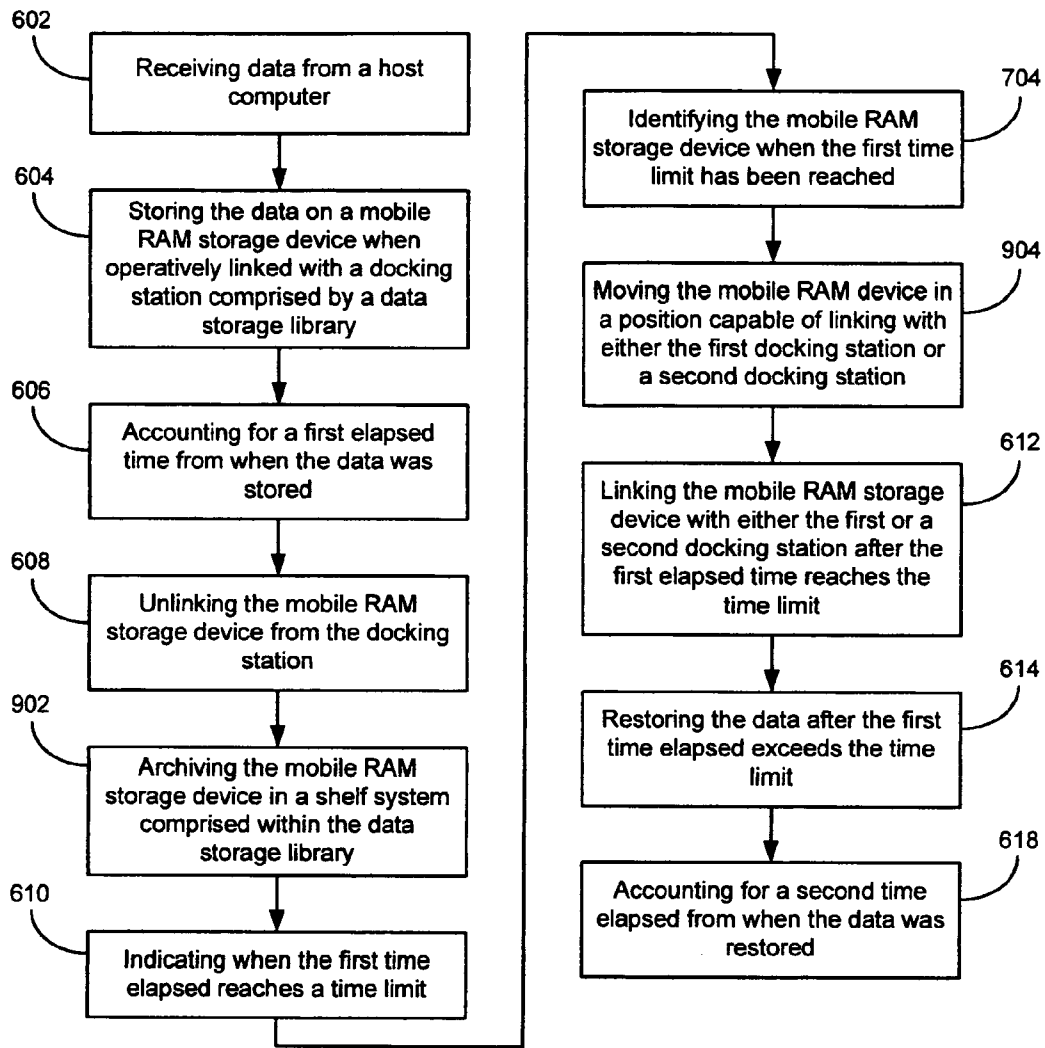 602
Receiving data from a host
computer
604
Storing the data on a mobile
RAM storage device when
operatively linked with a docking
station comprised by a data
storage library
606
Accounting for a first elapsed
time from when the data was
stored
608
Unlinking the mobile RAM
storage device from the docking
station
902
Archiving the mobile RAM
storage device in a shelf system
comprised within the data
storage library
610
Indicating when the first time
elapsed reaches a time limit
704
Identifying the mobile RAM
storage device when the first time
limit has been reached
904
Moving the mobile RAM device in
a position capable of linking with
either the first docking station or
a second docking station
612
Linking the mobile RAM storage
device with either the first or a
second docking station after the
first elapsed time reaches the
time limit
614
Restoring the data after the first
time elapsed exceeds the time
limit
618
Accounting for a second time
elapsed from when the data was
restored